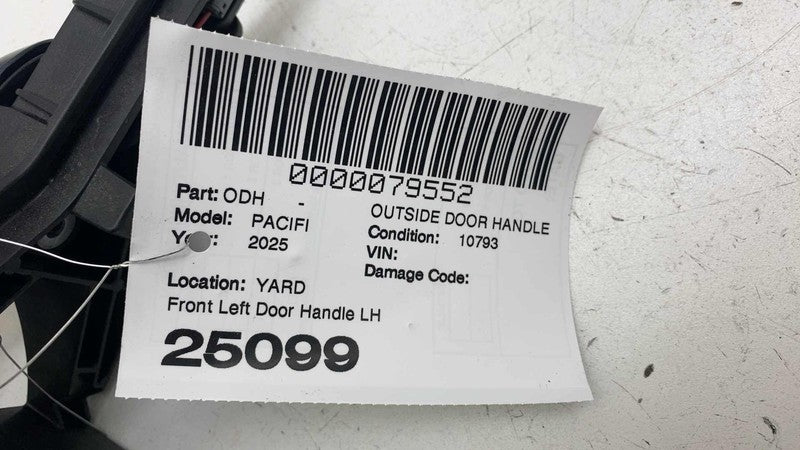 0000079552
Part: ODH -
OUTSIDE DOOR HANDLE
Model: PACIFI
Condition: 10793
Year: 2025
VIN:
Damage Code:
Location: YARD
Front Left Door Handle LH
25099